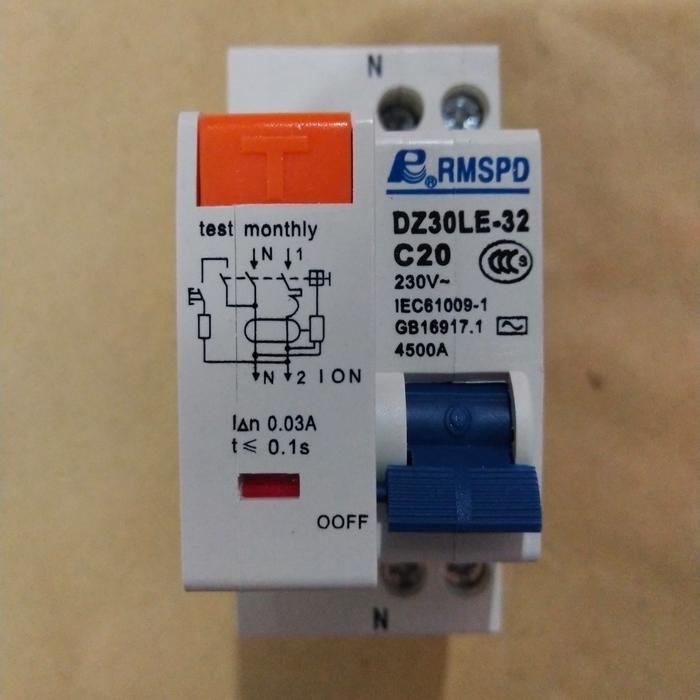 N
T
test monthly
N 1
N 2 I ON
I∆n 0.03A
t ≤ 0.1s
OOFF
® RMSPD
DZ30LE-32
C20
CCC S
230V~
IEC61009-1
GB16917.1
4500A
N